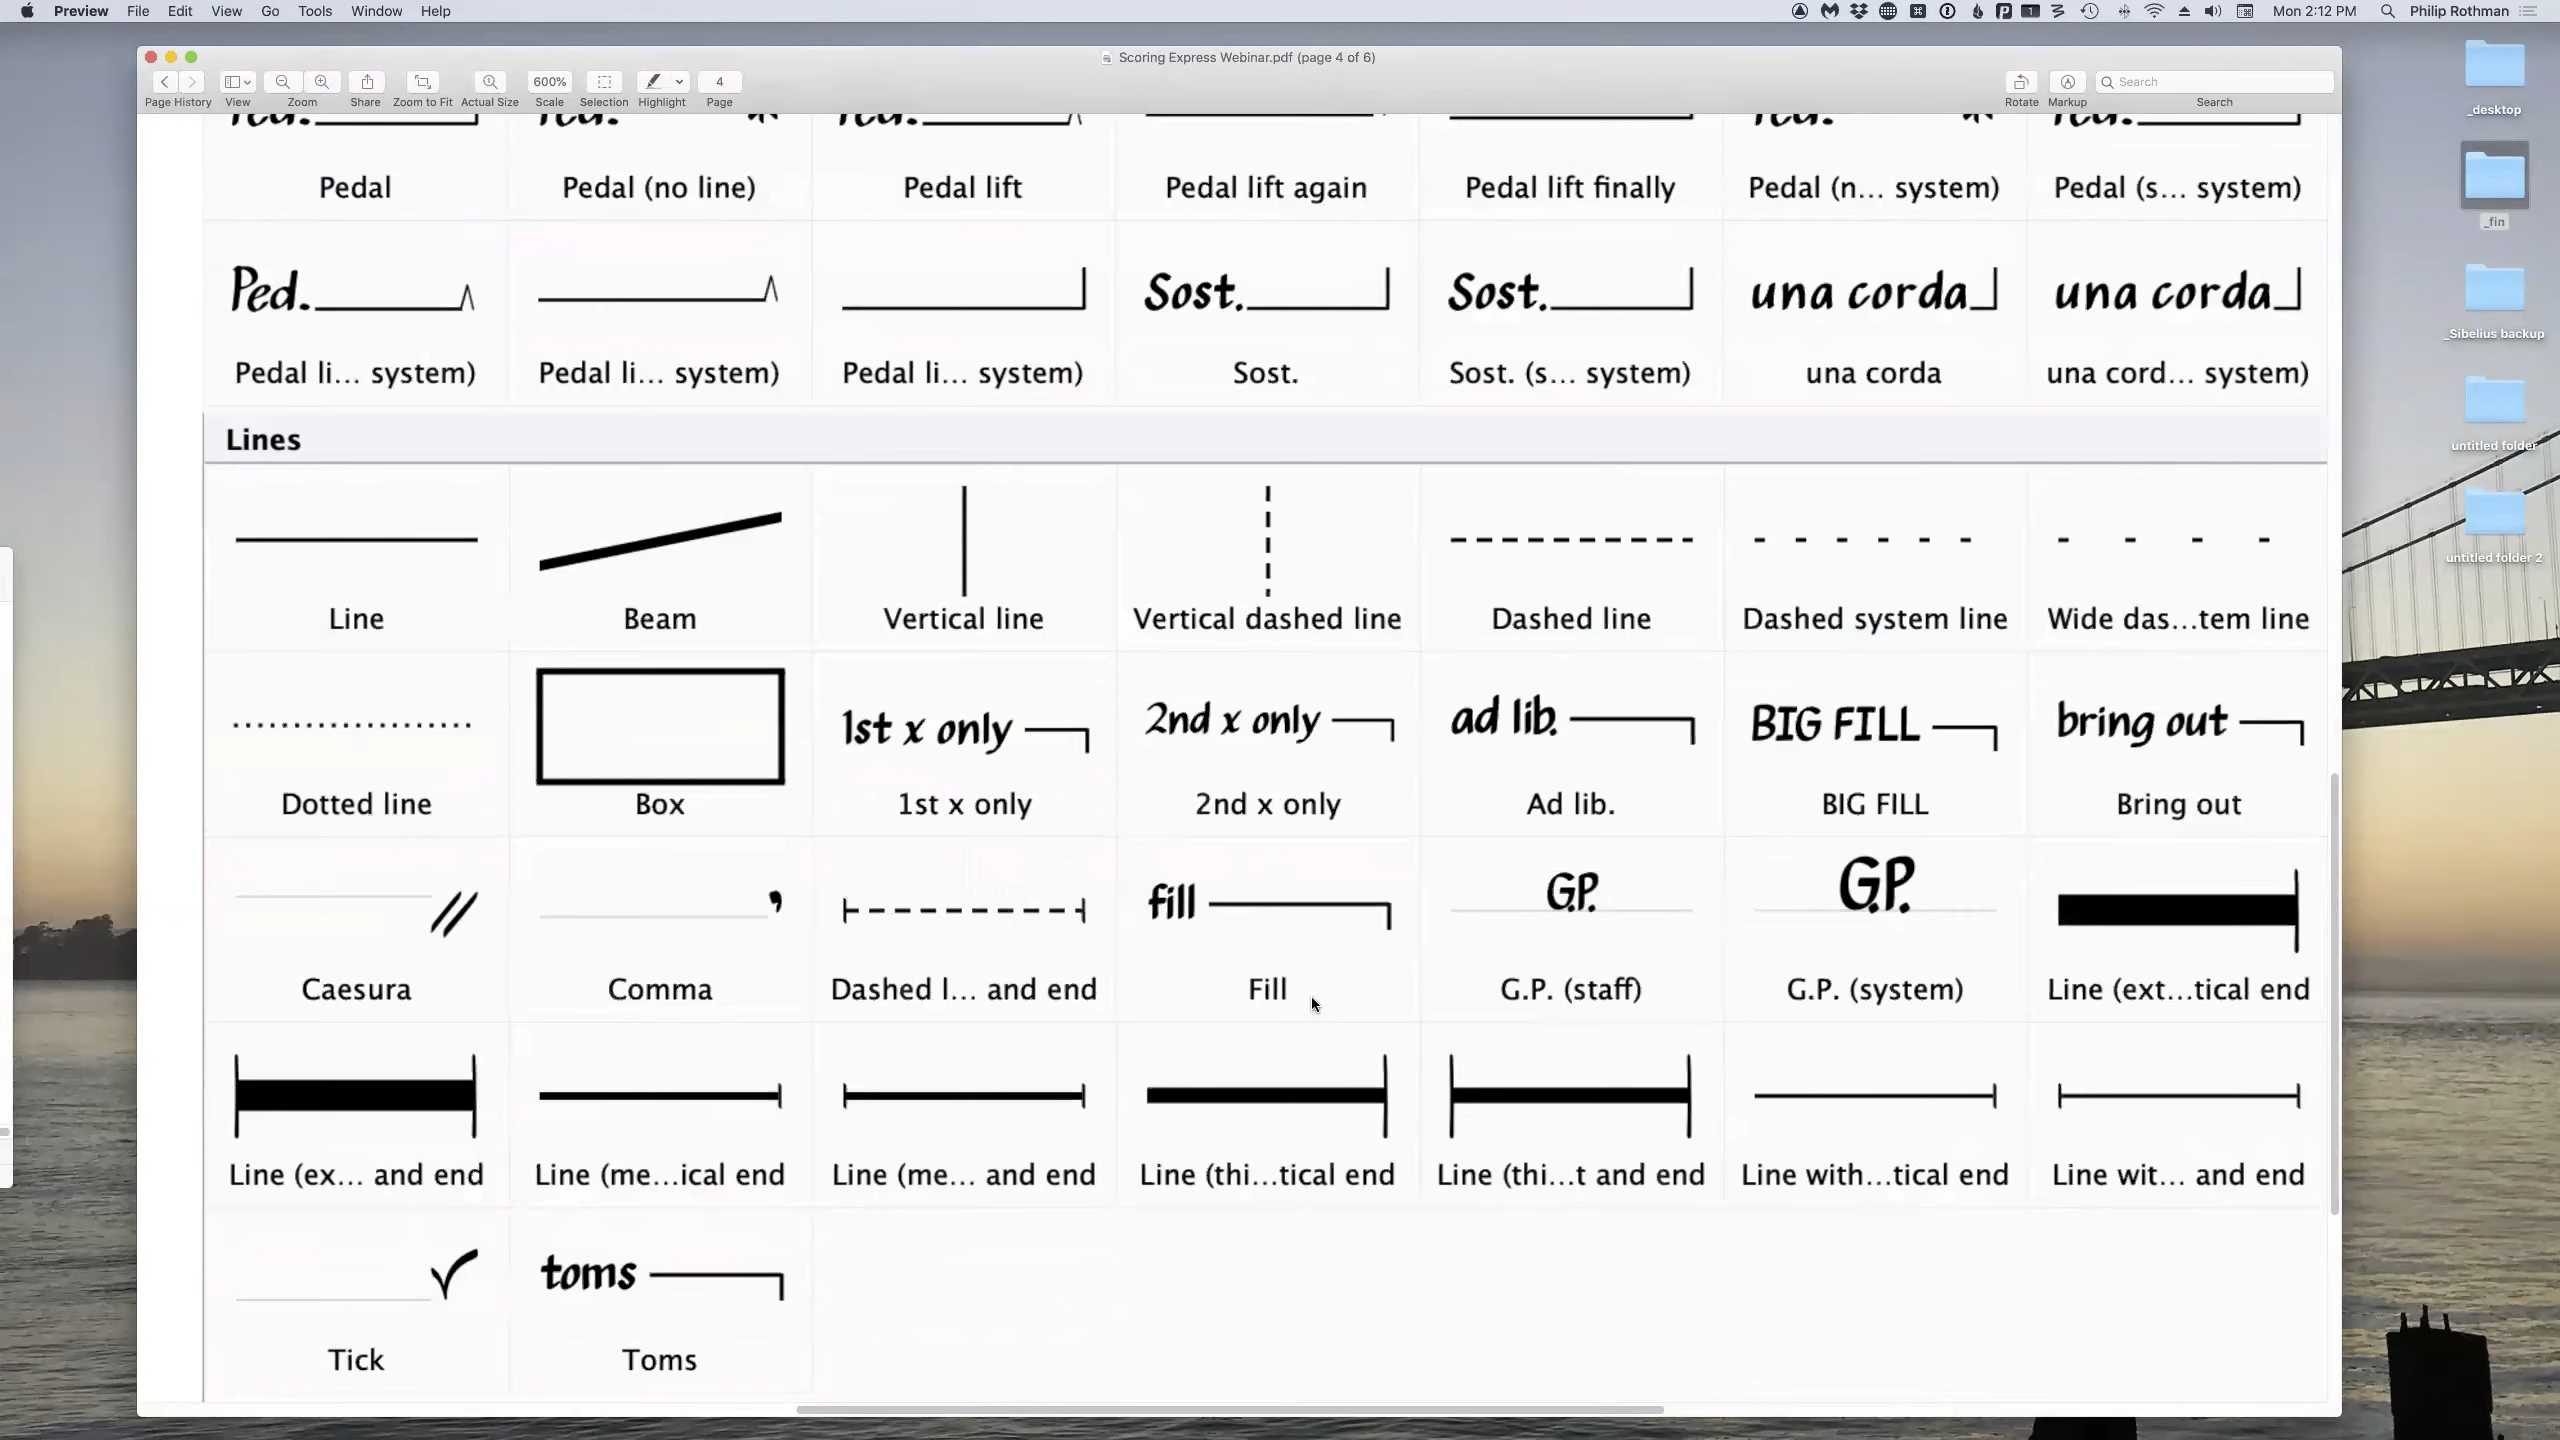 Preview File Edit View Go Tools Window Help
Mon 2:12 PM Philip Rothman
Scoring Express Webinar.pdf (page 4 of 6)
600% 4 Search
Page History View Zoom Share Zoom to Fit Actual Size Scale Selection Highlight Page Rotate Markup Search
Pedal Pedal (no line) Pedal lift Pedal lift again Pedal lift finally Pedal (n... system) Pedal (s... system)
Ped. Sost. Sost. una corda una corda
Pedal li... system) Pedal li... system) Pedal li... system) Sost. Sost. (s... system) una corda una cord... system)
Lines
Line Beam Vertical line Vertical dashed line Dashed line Dashed system line Wide das...tem line
1st x only 2nd x only ad lib. BIG FILL bring out
Dotted line Box 1st x only 2nd x only Ad lib. BIG FILL Bring out
fill G.P. G.P.
Caesura Comma Dashed l... and end Fill G.P. (staff) G.P. (system) Line (ext...tical end
Line (ex... and end Line (me...ical end Line (me... and end Line (thi...tical end Line (thi...t and end Line with...tical end Line wit... and end
toms
Tick Toms
_desktop
_fin
_Sibelius backup
untitled folder
untitled folder 2